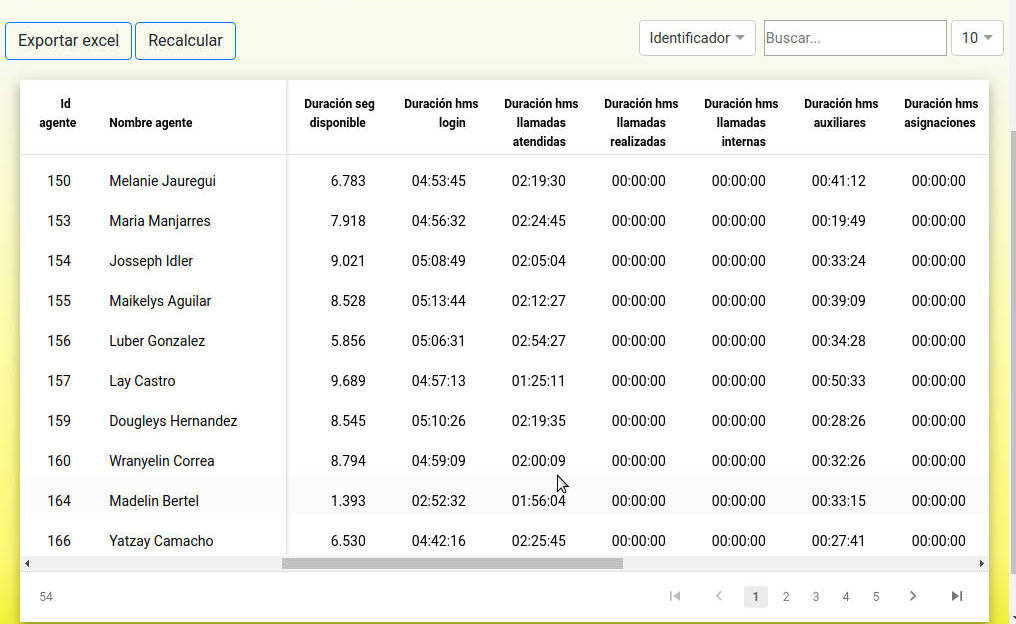 Exportar excel Recalcular Identificador Buscar... 10
Id Duración seg Duración hms Duración hms Duración hms Duración hms Duración hms Duración hms
agente Nombre agente disponible login llamadas llamadas llamadas auxiliares asignaciones
atendidas realizadas internas
150 Melanie Jauregui 6.783 04:53:45 02:19:30 00:00:00 00:00:00 00:41:12 00:00:00
153 Maria Manjarres 7.918 04:56:32 02:24:45 00:00:00 00:00:00 00:19:49 00:00:00
154 Josseph Idler 9.021 05:08:49 02:05:04 00:00:00 00:00:00 00:33:24 00:00:00
155 Maikelys Aguilar 8.528 05:13:44 02:12:27 00:00:00 00:00:00 00:39:09 00:00:00
156 Luber Gonzalez 5.856 05:06:31 02:54:27 00:00:00 00:00:00 00:34:28 00:00:00
157 Lay Castro 9.689 04:57:13 01:25:11 00:00:00 00:00:00 00:50:33 00:00:00
159 Dougleys Hernandez 8.545 05:10:26 02:19:35 00:00:00 00:00:00 00:28:26 00:00:00
160 Wranyelin Correa 8.794 04:59:09 02:00:09 00:00:00 00:00:00 00:32:26 00:00:00
164 Madelin Bertel 1.393 02:52:32 01:56:04 00:00:00 00:00:00 00:33:15 00:00:00
166 Yatzay Camacho 6.530 04:42:16 02:25:45 00:00:00 00:00:00 00:27:41 00:00:00
54 1 2 3 4 5